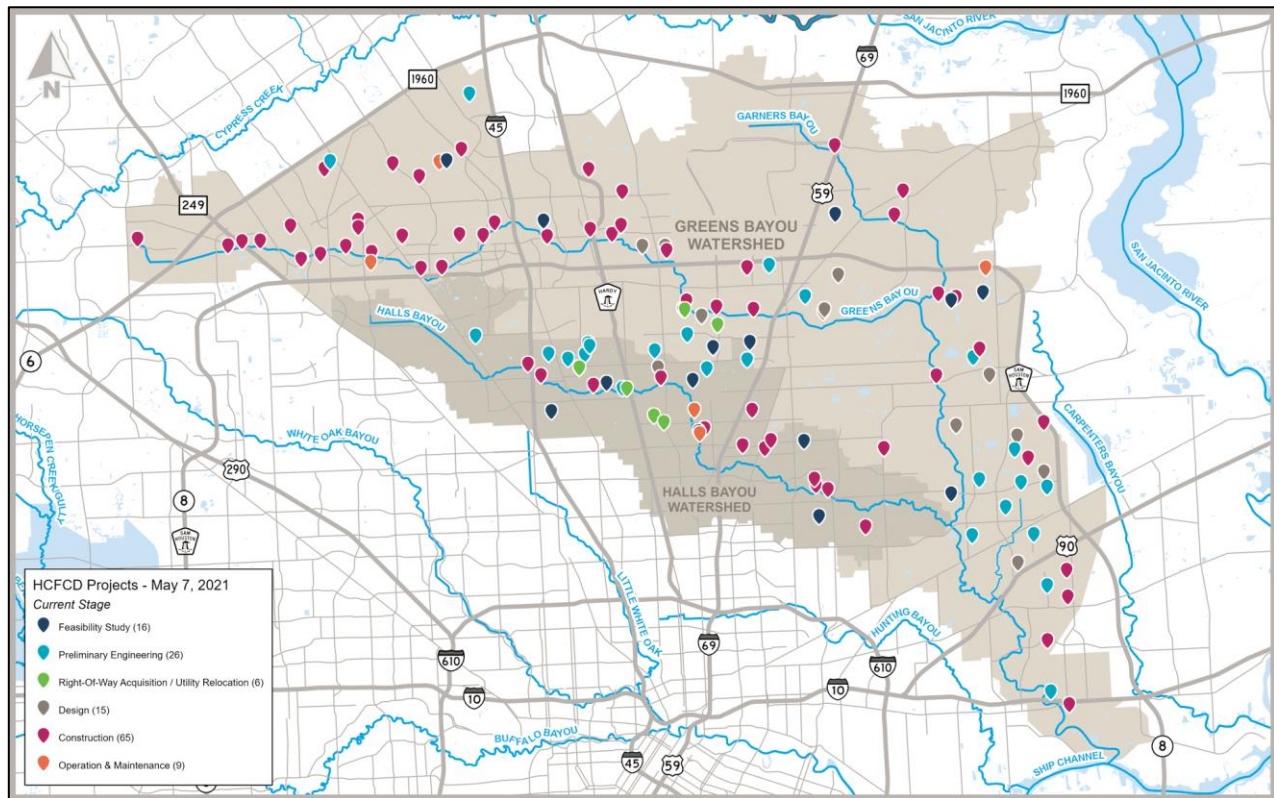 SAN JACINTO RIVER
69
1960
1960
N
CYPRESS CREEK
45
GARNERS BAYOU
59
249
GREENS BAYOU
WATERSHED
SAN JACINTO RIVER
HARDY
GREENS BAYOU
HALLS BAYOU
6
SAM
HOUSTON
CARPENTERS BAYOU
WHITE OAK BAYOU
HORSEPEN CREEK
GULLY
290
HALLS BAYOU
WATERSHED
8
SAM
HOUSTON
90
HCFCD Projects - May 7, 2021
Current Stage
Feasibility Study (16)
Preliminary Engineering (26)
Right-Of-Way Acquisition / Utility Relocation (6)
Design (15)
Construction (65)
Operation & Maintenance (9)
LITTLE WHITE OAK
HUNTING BAYOU
610
69
610
10
10
BUFFALO BAYOU
45
59
8
SHIP CHANNEL